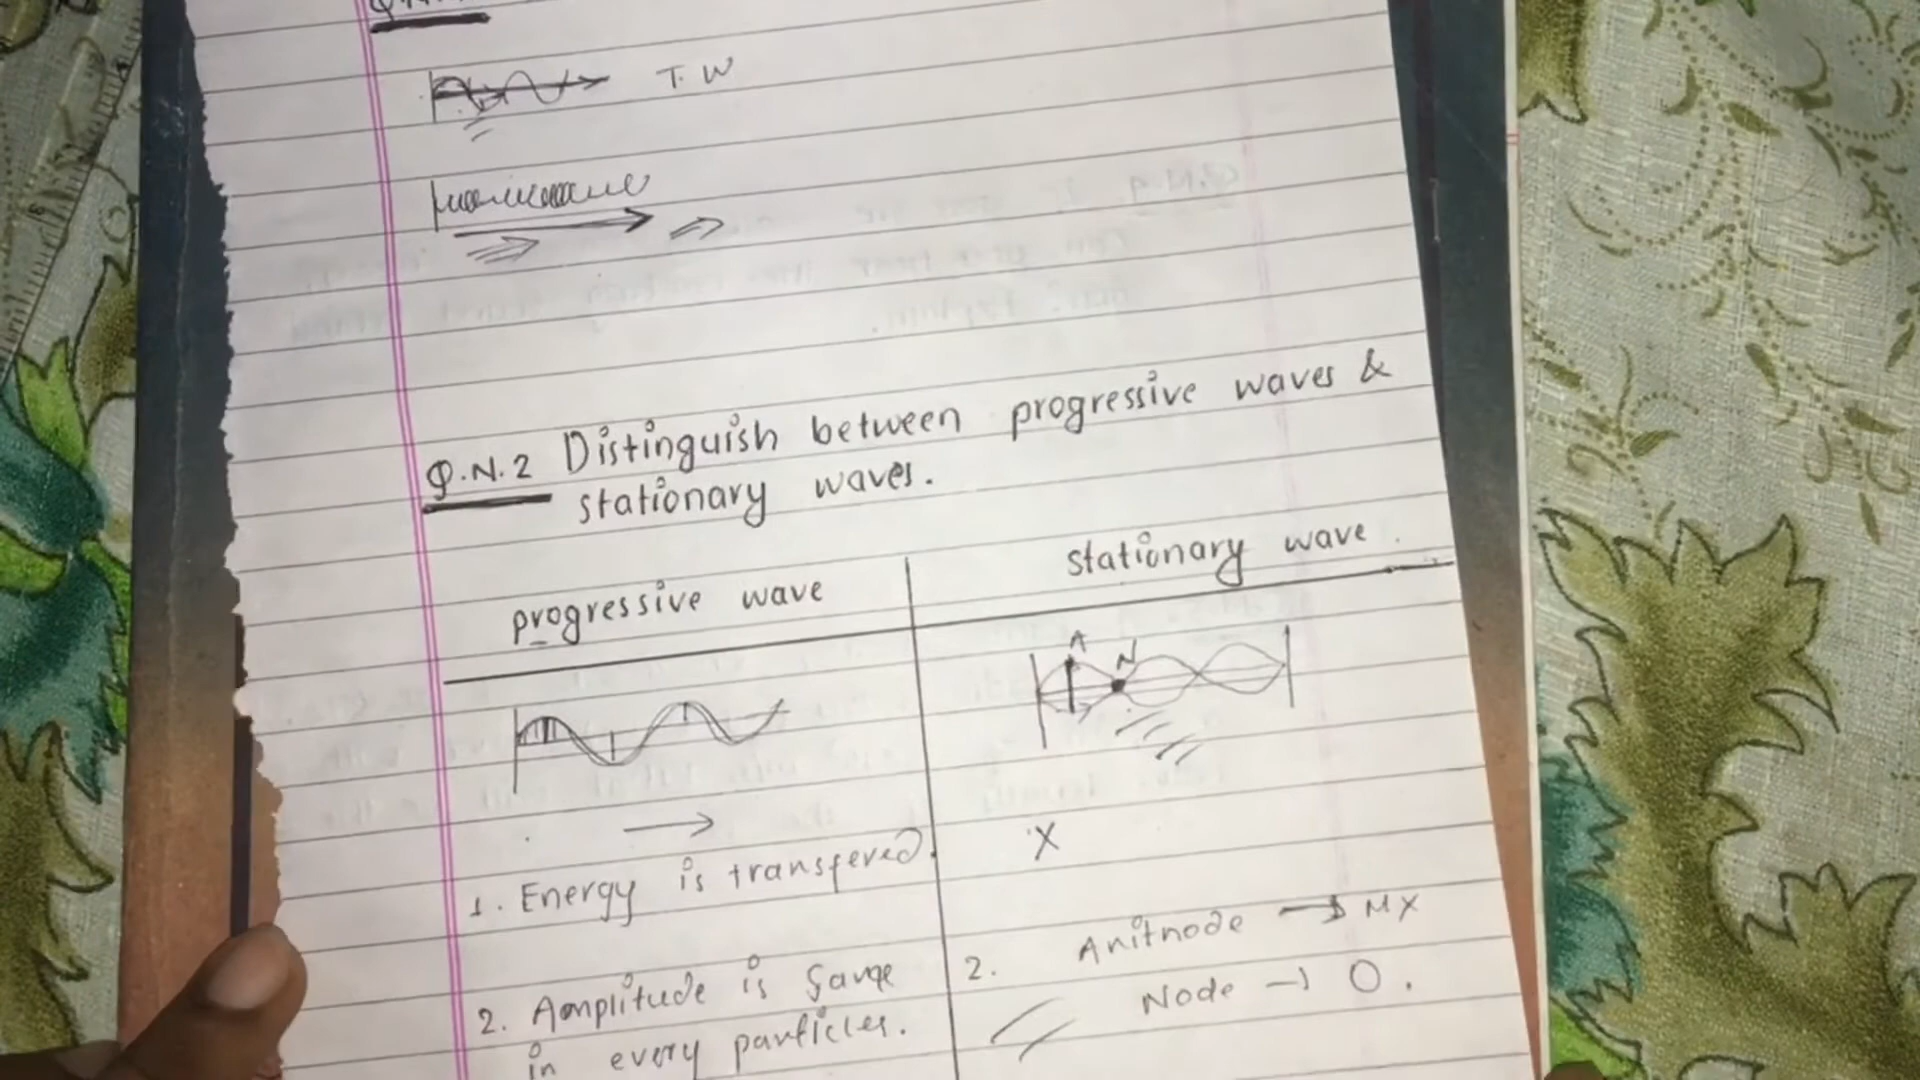 T. W
Q.N.2 Distinguish between progressive waves &
stationary waves.
progressive wave
stationary wave.
A
N
1. Energy is transfered.
X
2. Amplitude is same
in every particles.
2. Anitnode → MX
Node → O.